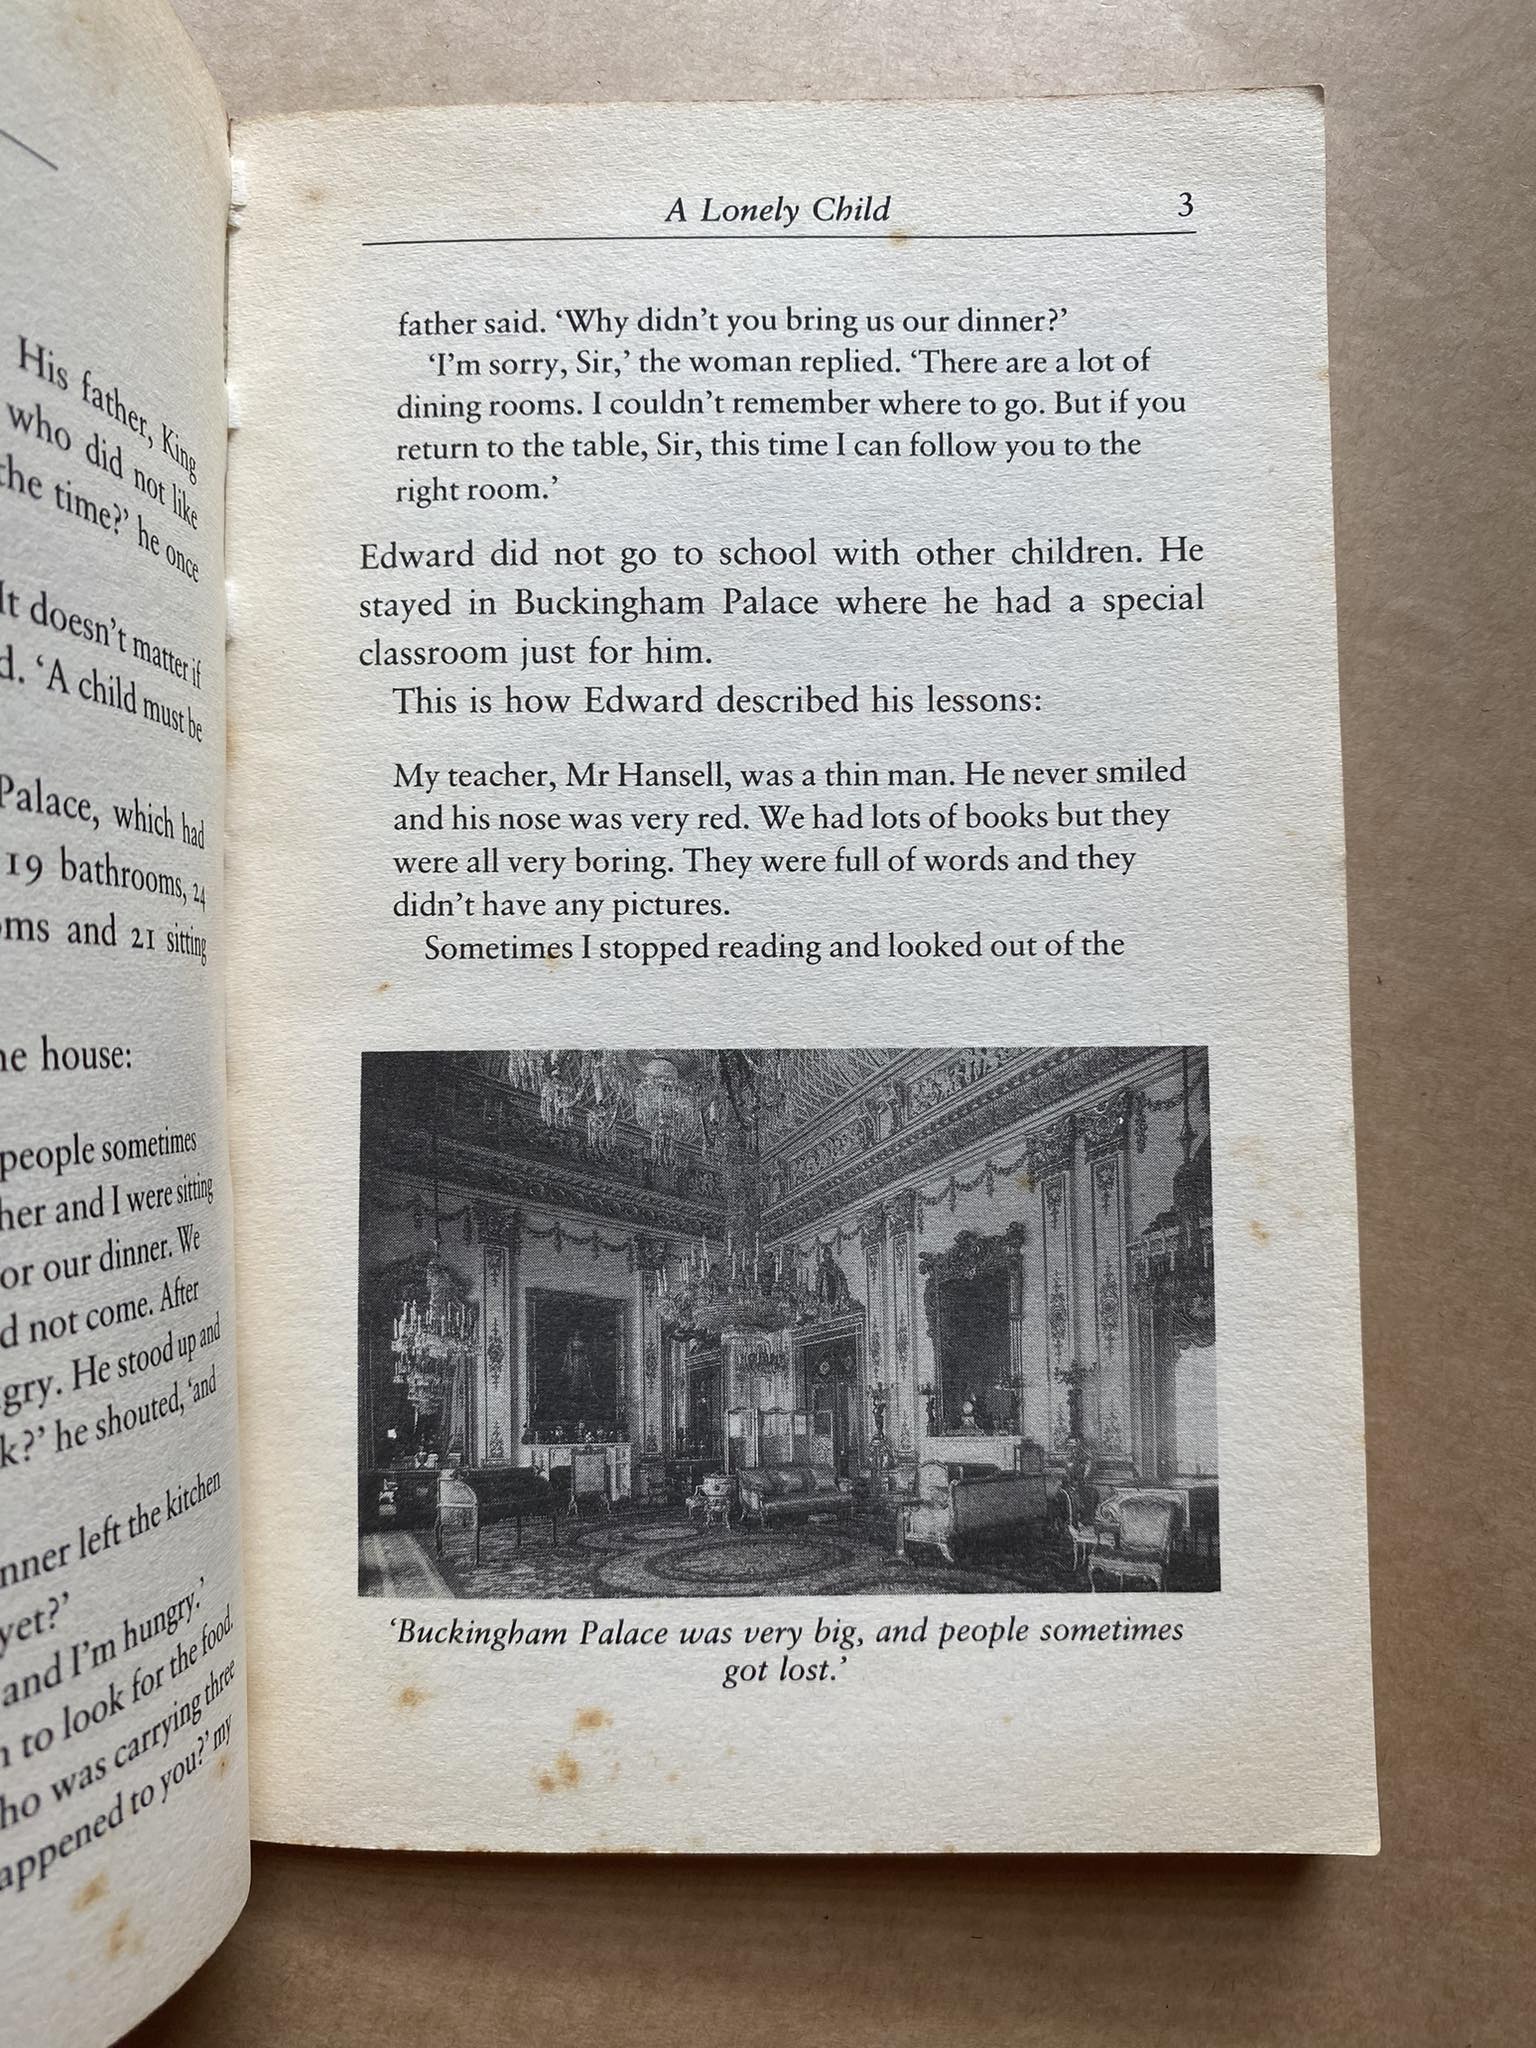 His father, King
who did not like
the time?' he once
It doesn't matter if
d. 'A child must be
Palace, which had
19 bathrooms, 24
and 21 sitting
house:
people sometimes
and I were sitting
or our dinner. We
d not come. After
He stood up and
he shouted, 'and
left the kitchen
yet?'
and I'm hungry.'
to look for the food.
was carrying three
to you?' my
A Lonely Child 3
father said. ‘Why didn’t you bring us our dinner?’
‘I’m sorry, Sir,’ the woman replied. ‘There are a lot of
dining rooms. I couldn’t remember where to go. But if you
return to the table, Sir, this time I can follow you to the
right room.’
Edward did not go to school with other children. He
stayed in Buckingham Palace where he had a special
classroom just for him.
This is how Edward described his lessons:
My teacher, Mr Hansell, was a thin man. He never smiled
and his nose was very red. We had lots of books but they
were all very boring. They were full of words and they
didn’t have any pictures.
Sometimes I stopped reading and looked out of the
‘Buckingham Palace was very big, and people sometimes
got lost.’